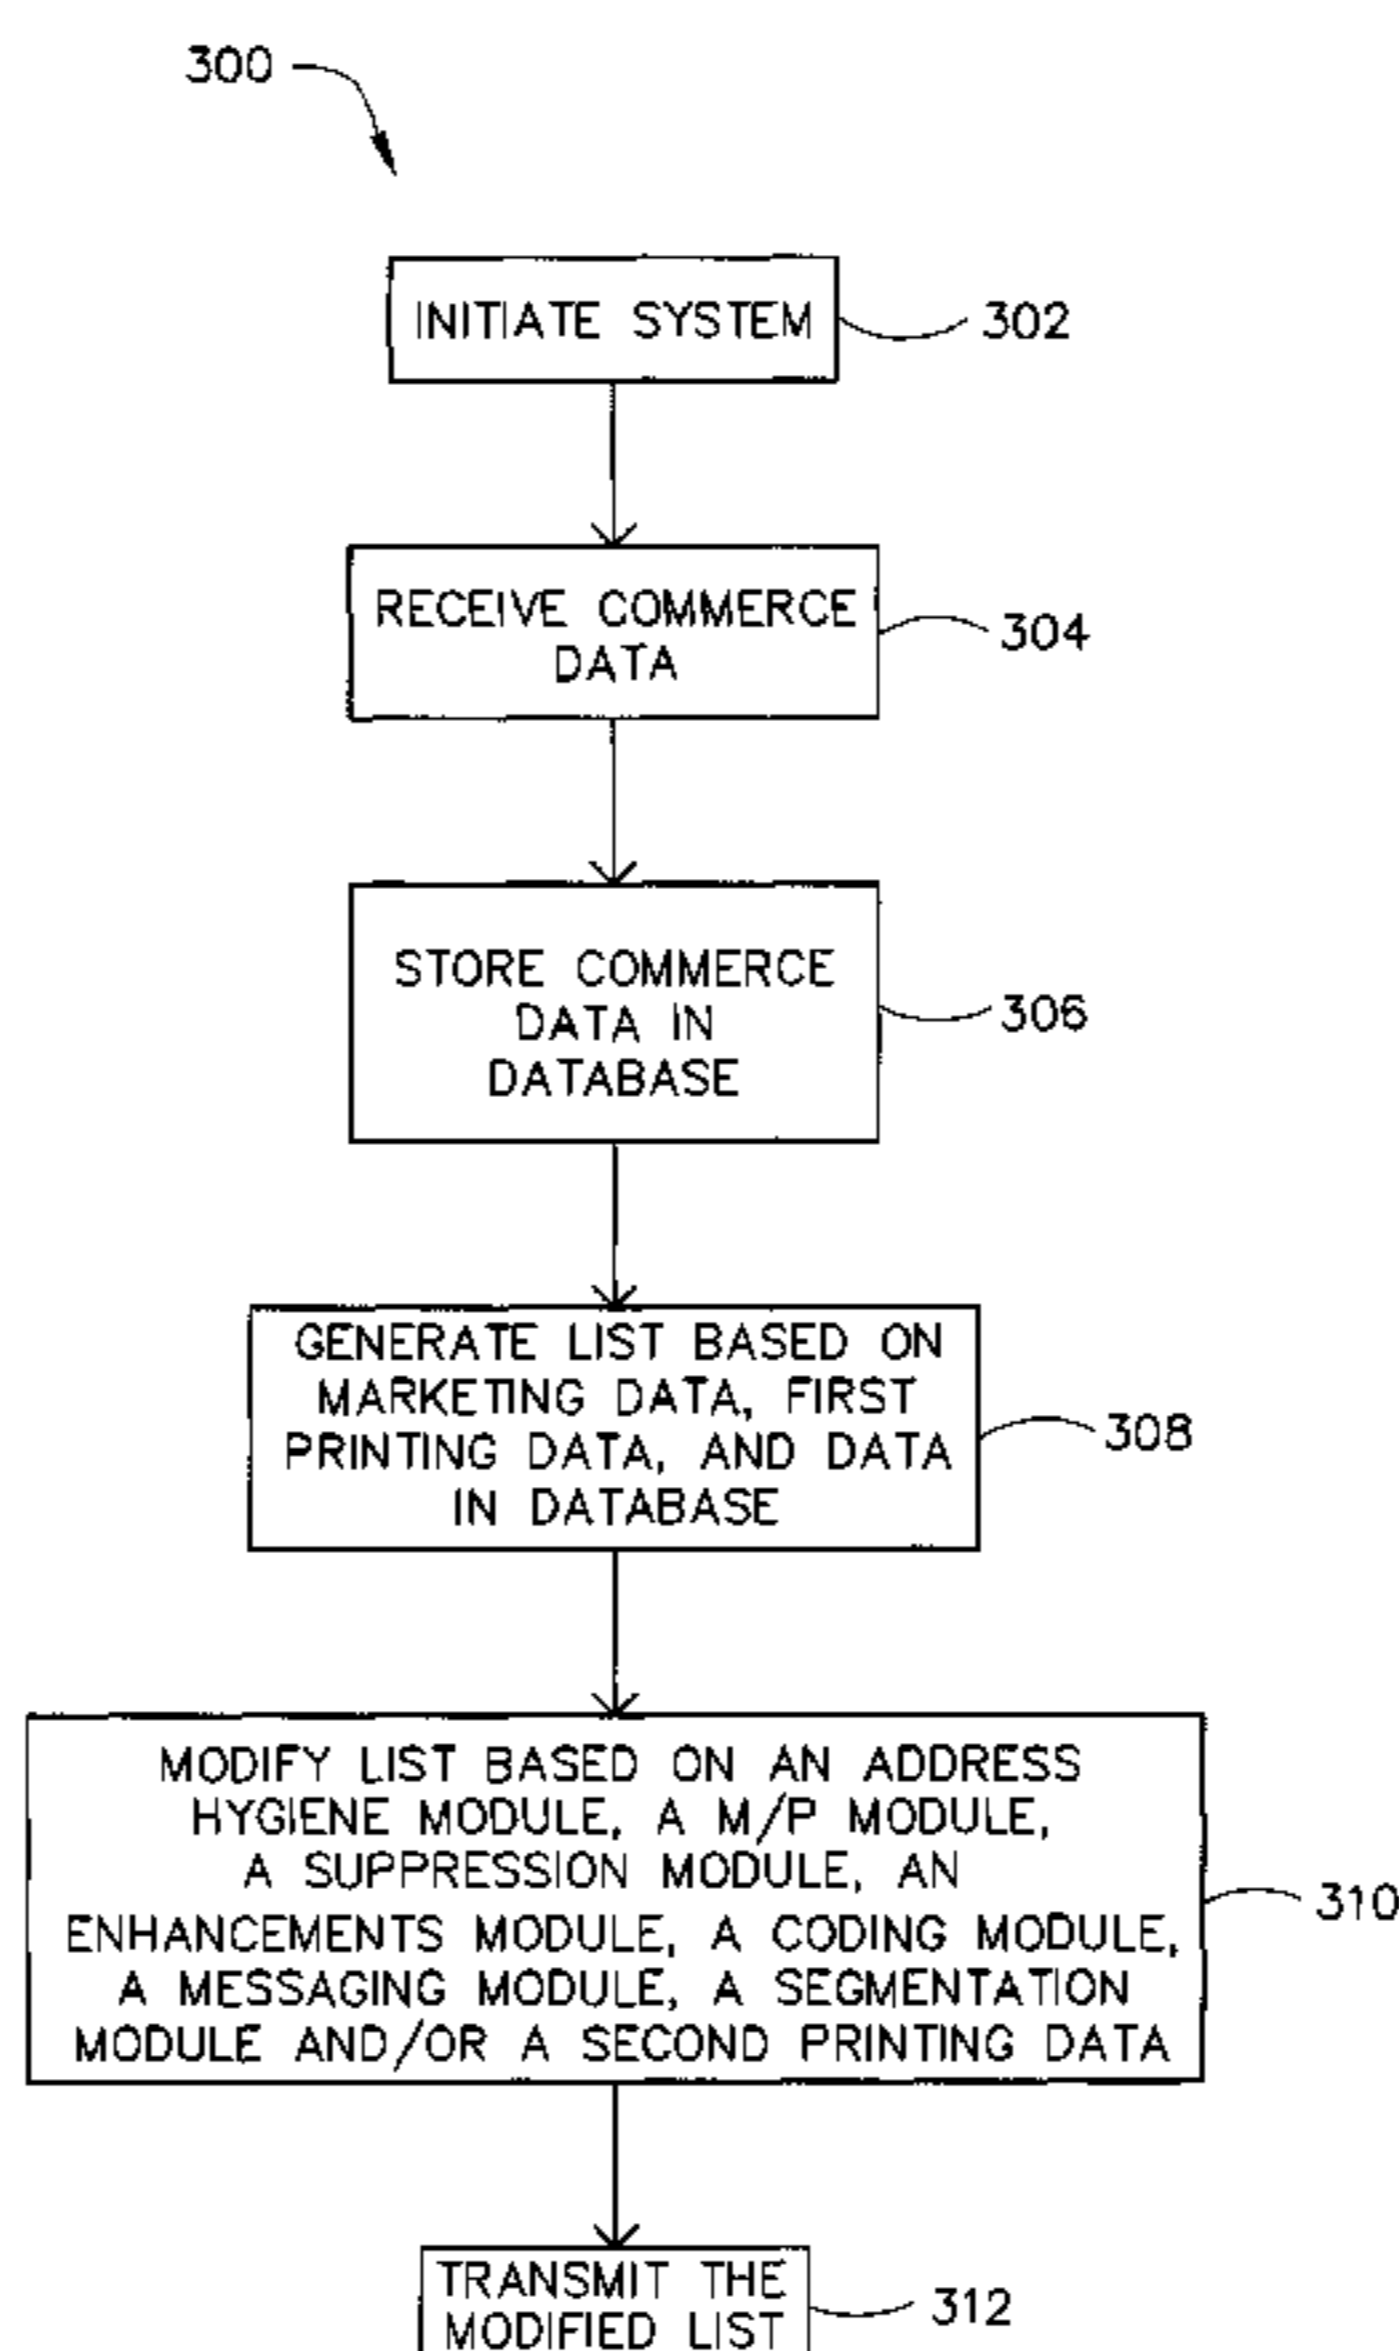 300
INITIATE SYSTEM
302
RECEIVE COMMERCE
DATA
304
STORE COMMERCE
DATA IN
DATABASE
306
GENERATE LIST BASED ON
MARKETING DATA, FIRST
PRINTING DATA, AND DATA
IN DATABASE
308
MODIFY LIST BASED ON AN ADDRESS
HYGIENE MODULE, A M/P MODULE,
A SUPPRESSION MODULE, AN
ENHANCEMENTS MODULE, A CODING MODULE,
A MESSAGING MODULE, A SEGMENTATION
MODULE AND/OR A SECOND PRINTING DATA
310
TRANSMIT THE
MODIFIED LIST
312